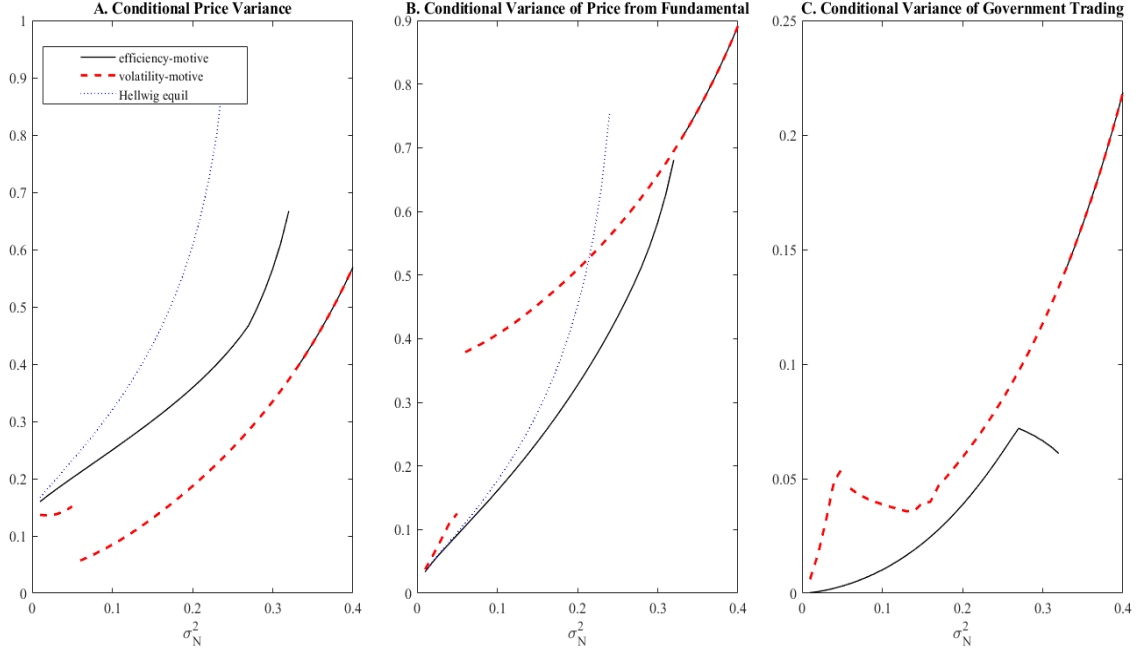 A. Conditional Price Variance
1
0.9
0.8
0.7
0.6
0.5
0.4
0.3
0.2
0.1
0
efficiency-motive
volatility-motive
Hellwig equil
0 0.1 0.2 0.3 0.4
σ²_N
B. Conditional Variance of Price from Fundamental
0.9
0.8
0.7
0.6
0.5
0.4
0.3
0.2
0.1
0
0 0.1 0.2 0.3 0.4
σ²_N
C. Conditional Variance of Government Trading
0.25
0.2
0.15
0.1
0.05
0
0 0.1 0.2 0.3 0.4
σ²_N